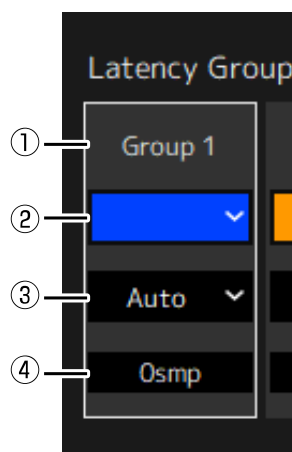 Latency Group
① Group 1
②
③ Auto
④ 0smp